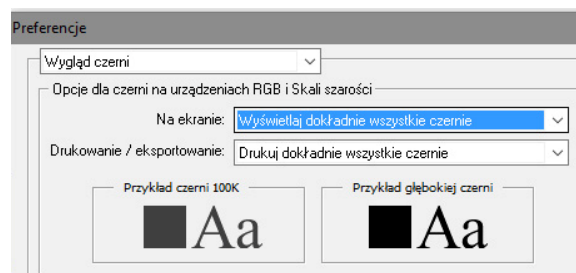 Preferencje
Wygląd czerni
Opcje dla czerni na urządzeniach RGB i Skali szarości
Na ekranie: Wyświetlaj dokładnie wszystkie czernie
Drukowanie / eksportowanie: Drukuj dokładnie wszystkie czernie
Przykład czerni 100K Przykład głębokiej czerni
Aa Aa